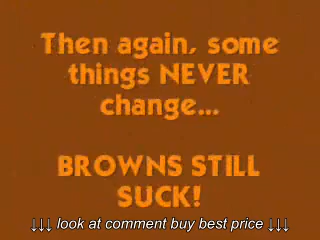 Then again, some
things NEVER
change...
BROWNS STILL
SUCK!
↓↓↓ look at comment buy best price ↓↓↓